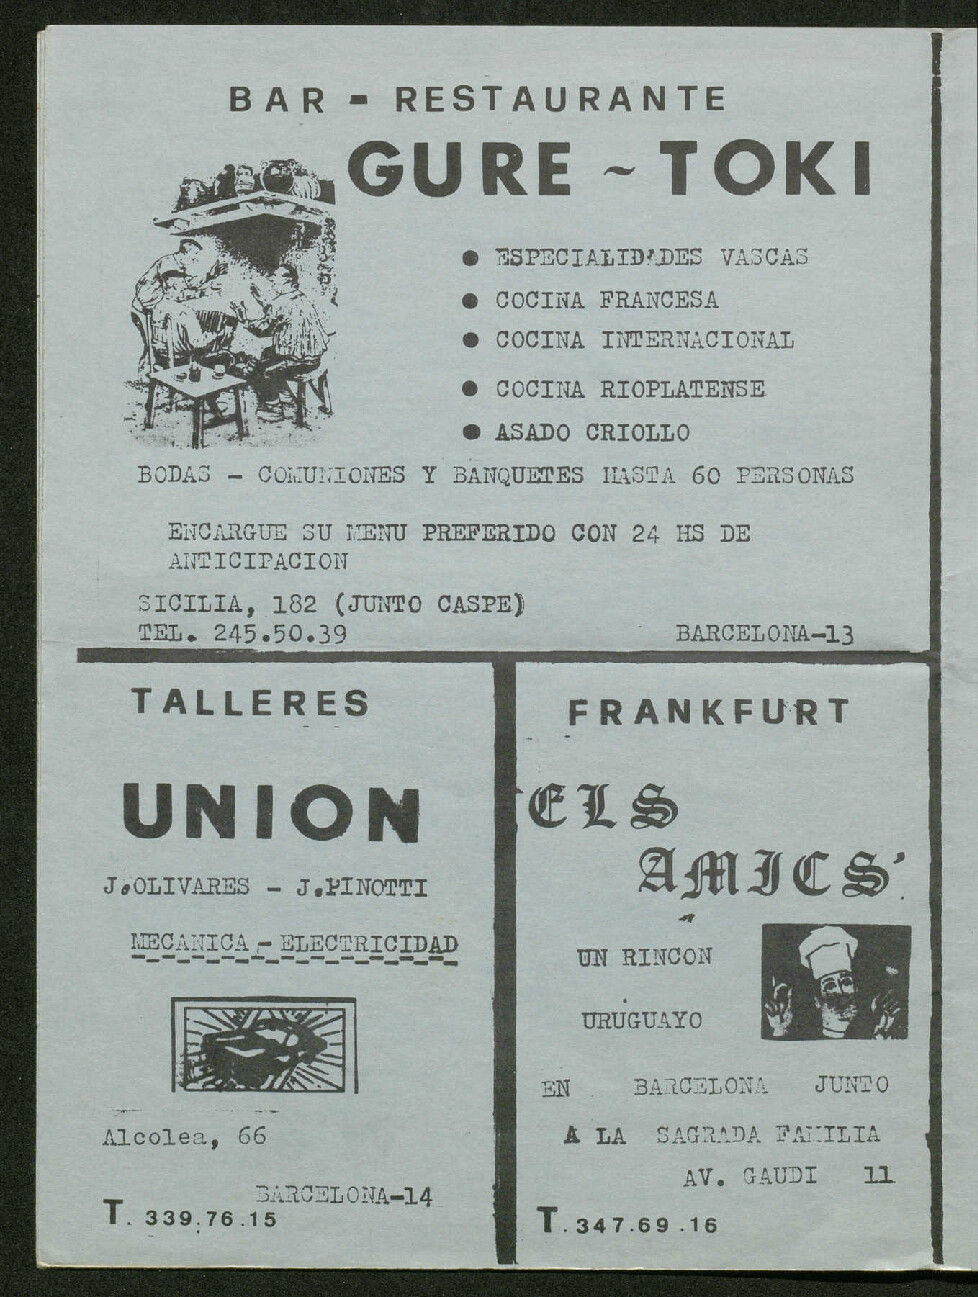 BAR - RESTAURANTE
GURE ~ TOKI
● ESPECIALIDADES VASCAS
● COCINA FRANCESA
● COCINA INTERNACIONAL
● COCINA RIOPLATENSE
● ASADO CRIOLLO
BODAS - COMUNIONES Y BANQUETES HASTA 60 PERSONAS
ENCARGUE SU MENU PREFERIDO CON 24 HS DE
ANTICIPACION
SICILIA, 182 (JUNTO CASPE)
TEL. 245.50.39 BARCELONA-13
TALLERES
UNION
J.OLIVARES - J.PINOTTI
MECANICA - ELECTRICIDAD
Alcolea, 66
BARCELONA-14
T. 339.76.15
FRANKFURT
'ELS
AMICS'
UN RINCON
URUGUAYO
EN BARCELONA JUNTO
A LA SAGRADA FAMILIA
AV. GAUDI 11
T. 347.69.16